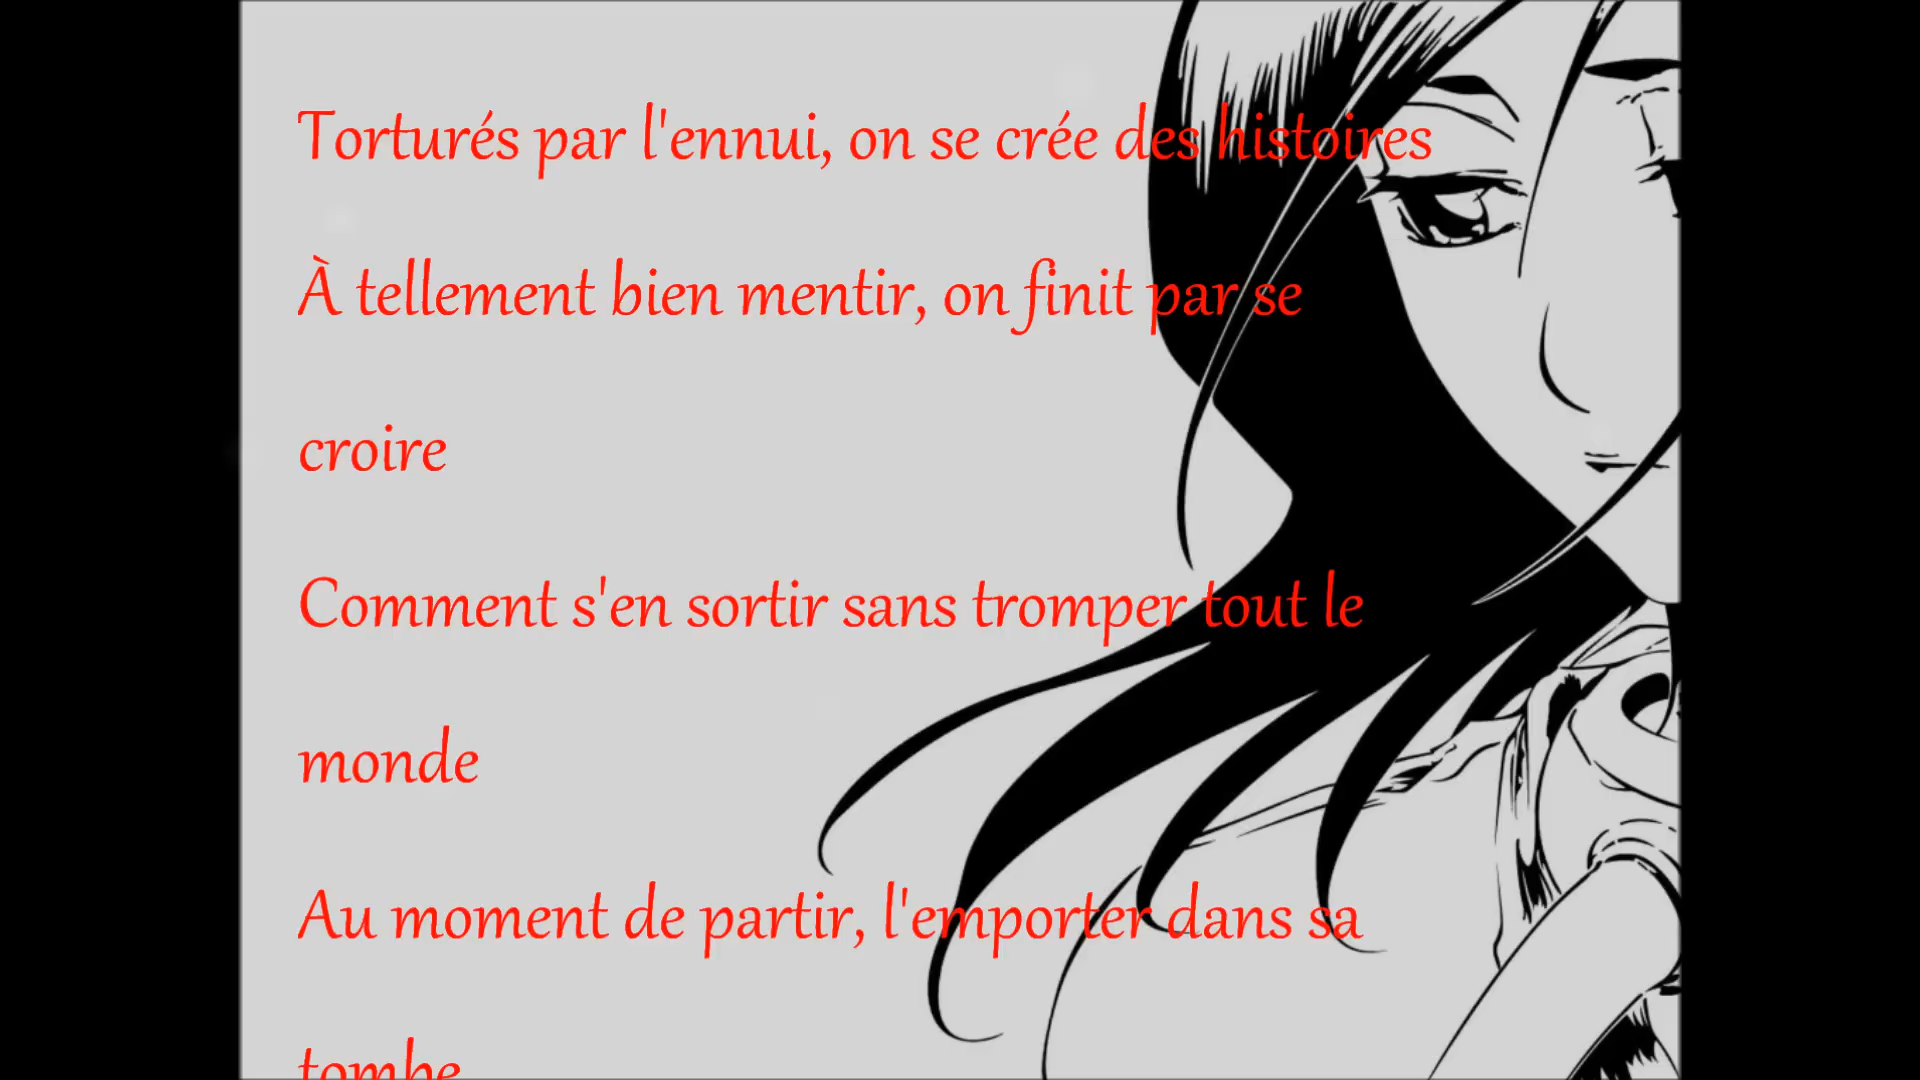 Torturés par l'ennui, on se crée des histoires
À tellement bien mentir, on finit par se
croire
Comment s'en sortir sans tromper tout le
monde
Au moment de partir, l'emporter dans sa
tombe